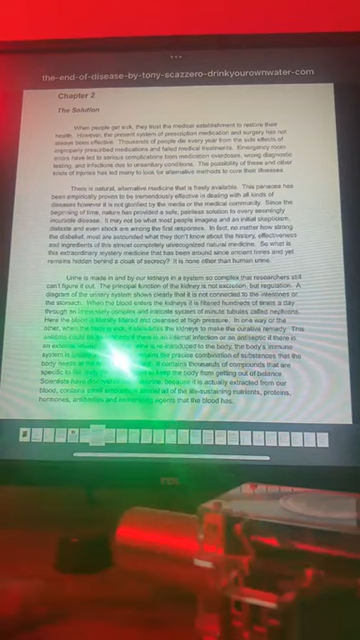 the-end-of-disease-by-tony-scazzero-drinkyourownwater-com
Chapter 2
The Solution
When people get sick, they trust the medical establishment to restore their
health. However, the present system of prescription medication and surgery has not
always been effective. Thousands of people die every year from the side effects of
improperly prescribed medications and failed medical treatments. Emergency room
errors have led to serious complications from medication overdoses, wrong diagnostic
testing, and infections due to unsanitary conditions. The possibility of these and other
kinds of injuries has led many to look for alternative methods to cure their diseases.
There is natural, alternative medicine that is freely available. This panacea has
been empirically proven to be tremendously effective in dealing with all kinds of
diseases however it is not glorified by the media or the medical community. Since the
beginning of time, nature has provided a safe, painless solution to every seemingly
incurable disease. It may not be what most people imagine and an initial skepticism,
distaste and even shock are among the first responses. In fact, no matter how strong
the disbelief, most are astounded what they don't know about the history, effectiveness
and ingredients of this almost completely unrecognized natural medicine. So what is
this extraordinary mystery medicine that has been around since ancient times and yet
remains hidden behind a cloak of secrecy? It is none other than human urine.
Urine is made in and by our kidneys in a system so complex that researchers still
can't figure it out. The principal function of the kidney is not excretion, but regulation. A
diagram of the urinary system shows clearly that it is not connected to the intestines or
the stomach. When the blood enters the kidneys it is filtered hundreds of times a day
through an immensely complex and intricate system of minute tubules called nephrons.
Here the blood is literally filtered and cleansed at high pressure. In one way or the
other, when the body is sick, it the kidneys to make the curative remedy. This
if there is an internal infection or an antiseptic if there is
an external is introduced to the body, the body's immune
system is the precise combination of substances that the
body needs at It contains thousands of compounds that are
specific to to keep the body from getting out of balance.
Scientists have because it is actually extracted from our
blood, contains small amounts of almost all of the life-sustaining nutrients, proteins,
hormones, antibodies and agents that the blood has.